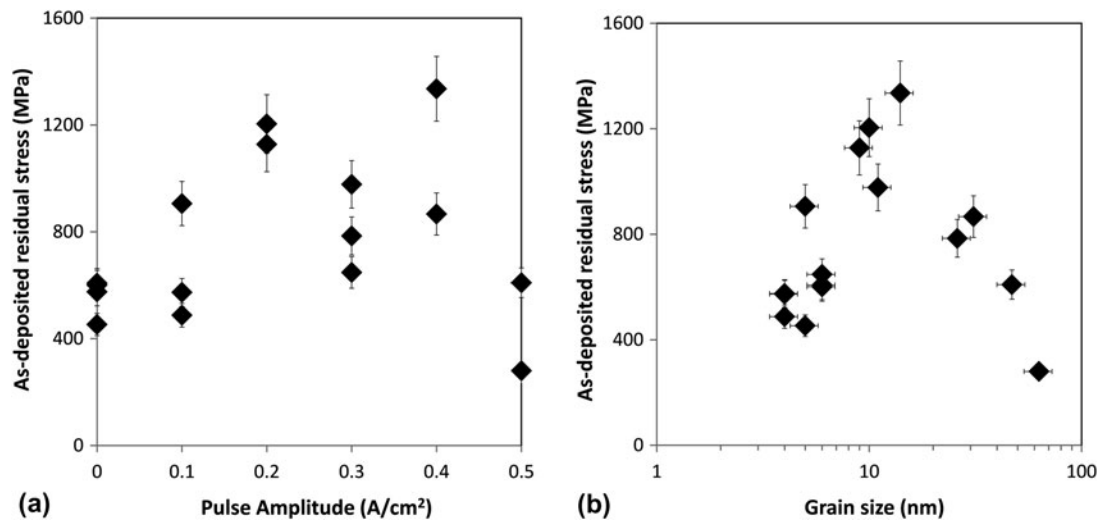 1600
1200
800
400
0
As-deposited residual stress (MPa)
0 0.1 0.2 0.3 0.4 0.5
Pulse Amplitude (A/cm²)
(a)
1600
1200
800
400
0
As-deposited residual stress (MPa)
1 10 100
Grain size (nm)
(b)